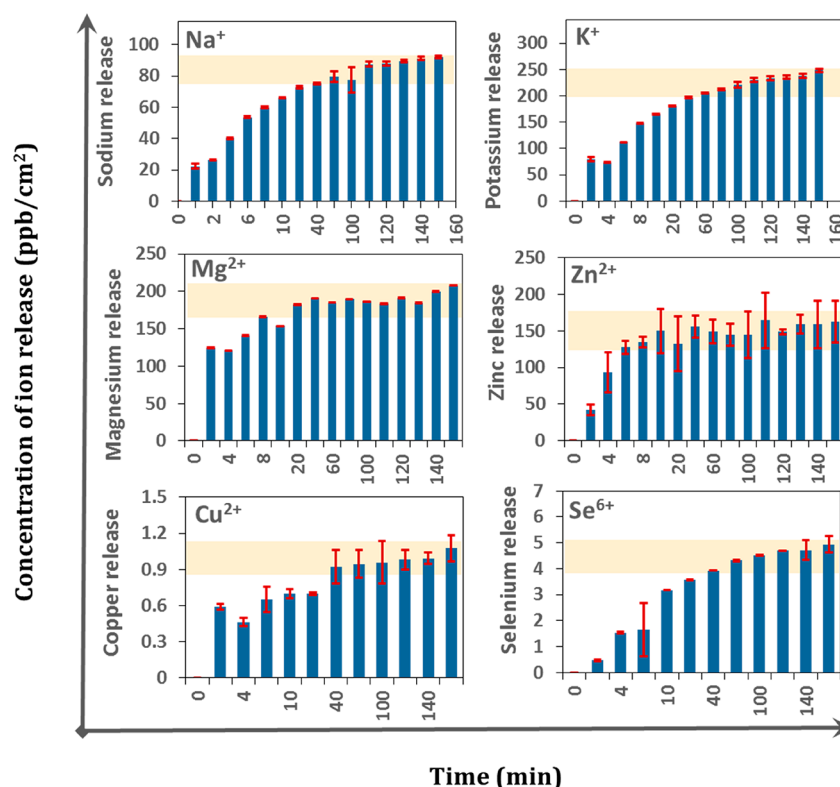 Concentration of ion release (ppb/cm²)
Sodium release
Na⁺
100
80
60
40
20
0
0 2 6 10 40 60 100 120 140 160
Potassium release
K⁺
300
250
200
150
100
50
0
0 4 8 20 60 100 120 140 160
Magnesium release
Mg²⁺
250
200
150
100
50
0
0 4 8 20 60 100 120 140
Zinc release
Zn²⁺
250
200
150
100
50
0
0 4 8 20 60 100 120 140
Copper release
Cu²⁺
1.5
1.2
0.9
0.6
0.3
0
0 4 10 40 100 140
Selenium release
Se⁶⁺
7
6
5
4
3
2
1
0
0 4 10 40 100 140
Time (min)